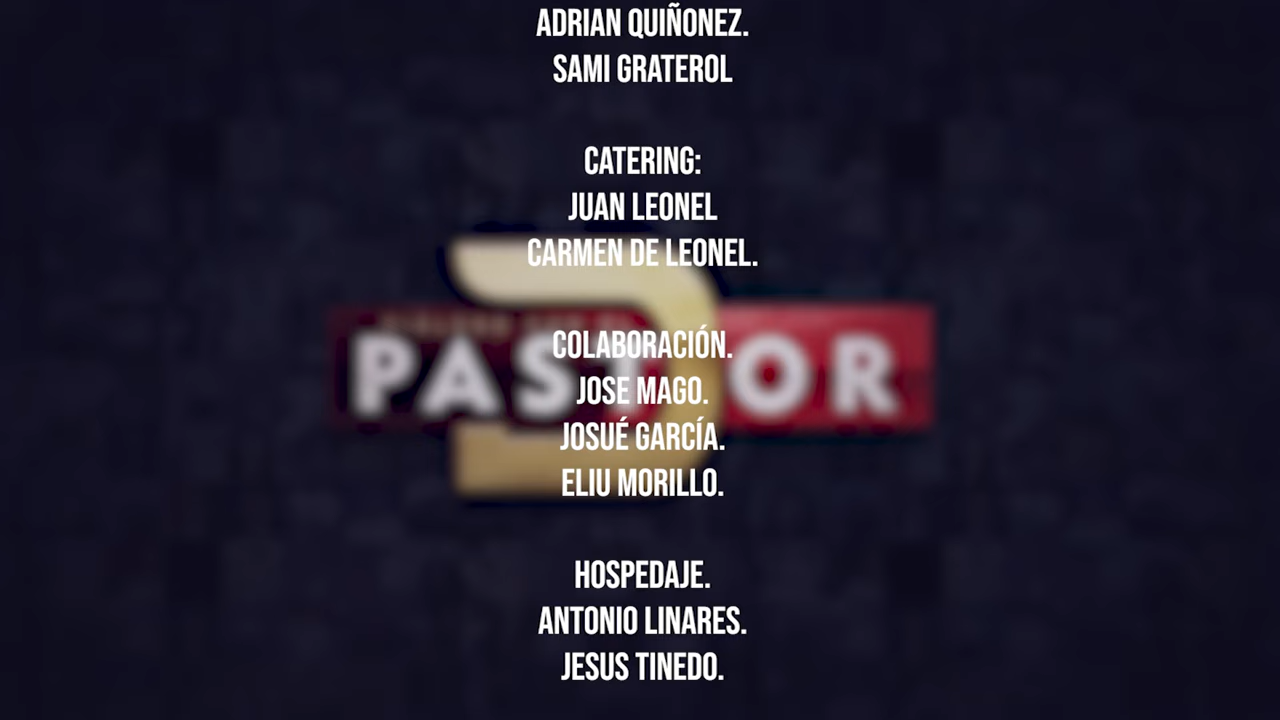 ADRIAN QUIÑONEZ.
SAMI GRATEROL
CATERING:
JUAN LEONEL
CARMEN DE LEONEL.
COLABORACIÓN.
JOSE MAGO.
JOSUÉ GARCÍA.
ELIU MORILLO.
HOSPEDAJE.
ANTONIO LINARES.
JESUS TINEDO.
PASTOR